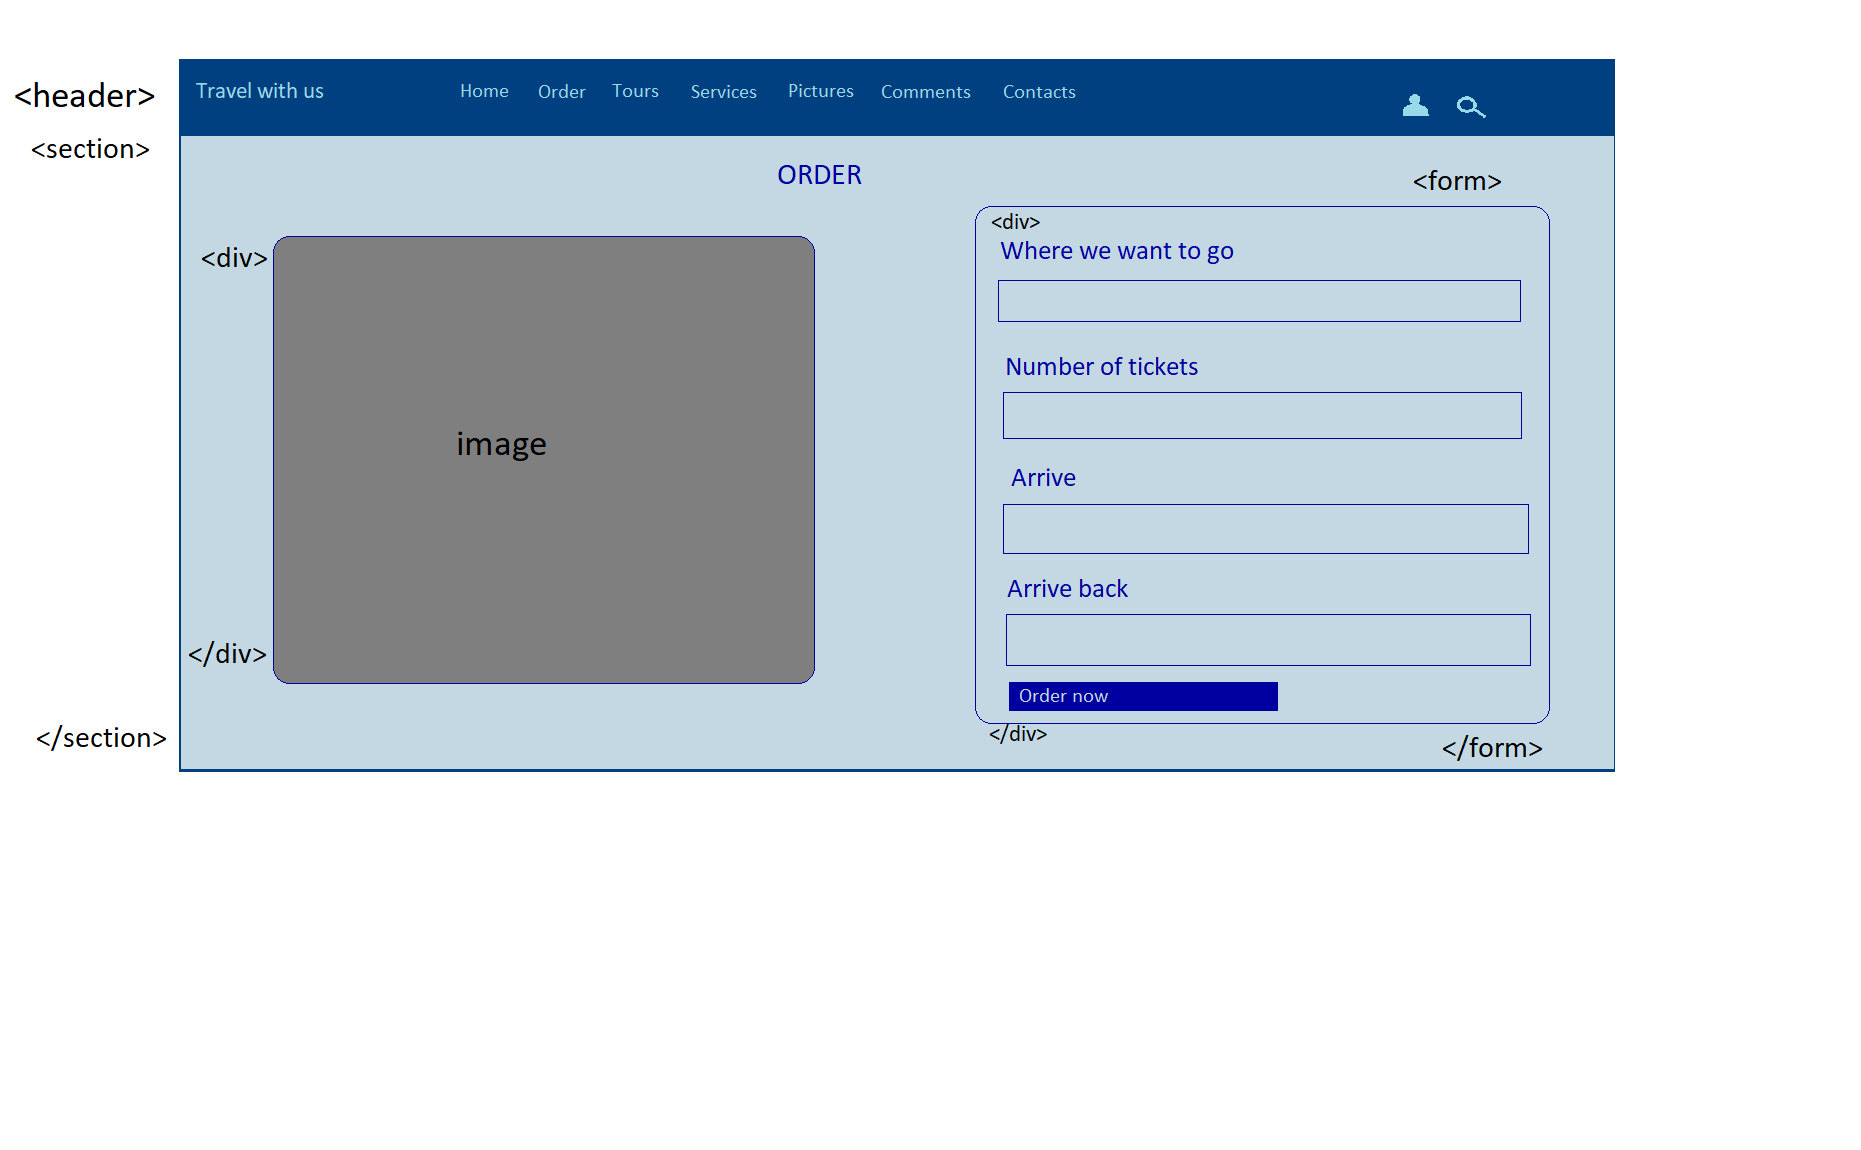 <header>
Travel with us Home Order Tours Services Pictures Comments Contacts
<section>
ORDER
<form>
<div>
image
</div>
<div>
Where we want to go
Number of tickets
Arrive
Arrive back
Order now
</div>
</section>
</form>